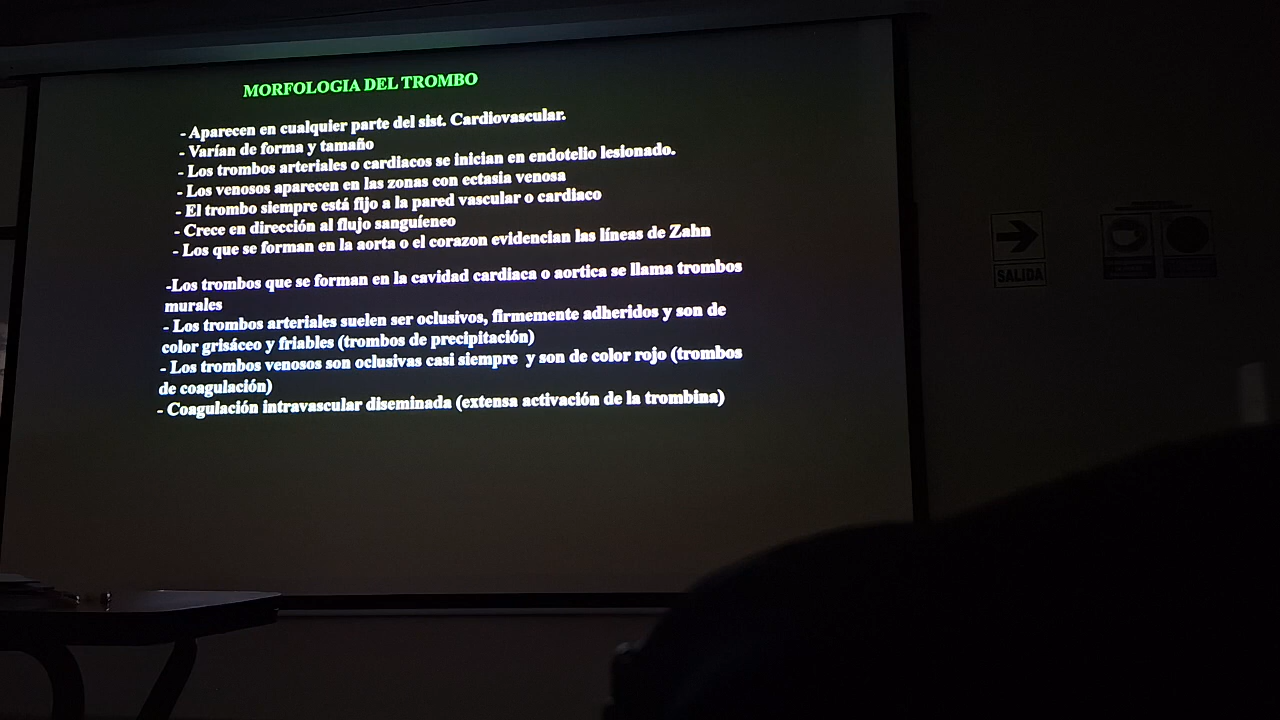 MORFOLOGIA DEL TROMBO
- Aparecen en cualquier parte del sist. Cardiovascular.
- Varían de forma y tamaño
- Los trombos arteriales o cardiacos se inician en endotelio lesionado.
- Los venosos aparecen en las zonas con ectasia venosa
- El trombo siempre está fijo a la pared vascular o cardiaco
- Crece en dirección al flujo sanguíeneo
- Los que se forman en la aorta o el corazon evidencian las líneas de Zahn
-Los trombos que se forman en la cavidad cardiaca o aortica se llama trombos
murales
- Los trombos arteriales suelen ser oclusivos, firmemente adheridos y son de
color grisáceo y friables (trombos de precipitación)
- Los trombos venosos son oclusivas casi siempre y son de color rojo (trombos
de coagulación)
- Coagulación intravascular diseminada (extensa activación de la trombina)
SALIDA